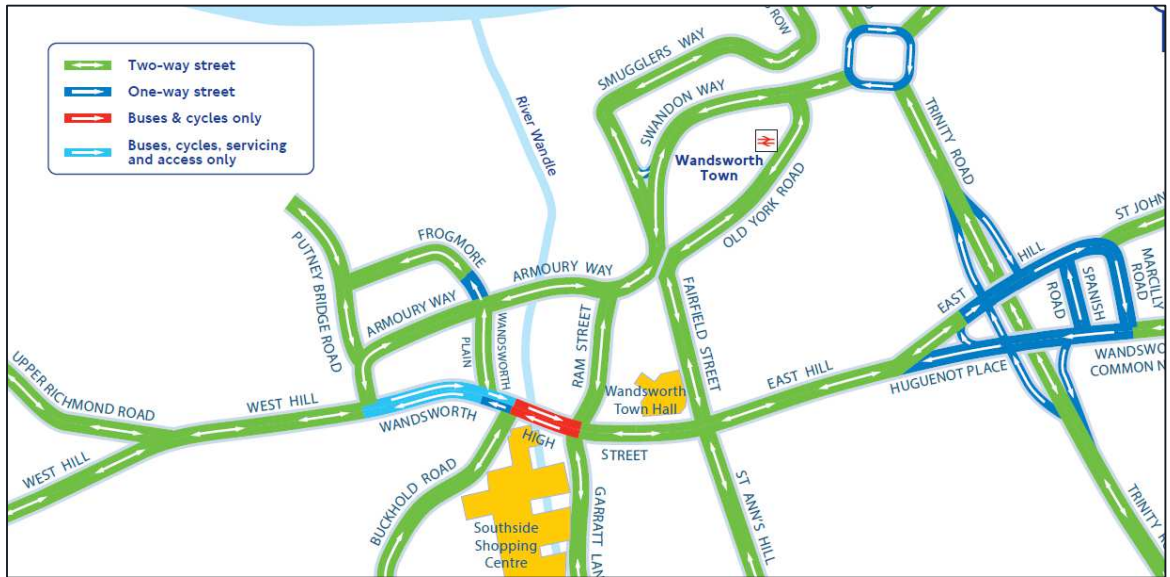 Two-way street
One-way street
Buses & cycles only
Buses, cycles, servicing
and access only
River Wandle
SMUGGLERS WAY
ROW
SWANDON WAY
Wandsworth
Town
OLD YORK ROAD
TRINITY ROAD
ST JOHN
PUTNEY BRIDGE ROAD
FROGMORE
ARMOURY WAY
ARMOURY WAY
WANDSWORTH
PLAIN
RAM STREET
FAIRFIELD STREET
EAST HILL
SPANISH
ROAD
MARCILLY
ROAD
UPPER RICHMOND ROAD
WEST HILL
WEST HILL
WANDSWORTH HIGH STREET
Wandsworth
Town Hall
EAST HILL
HUGUENOT PLACE
WANDSW
COMMON N
BUCKHOLD ROAD
Southside
Shopping
Centre
GARRATT LAN
ST ANN'S HILL
TRINITY R